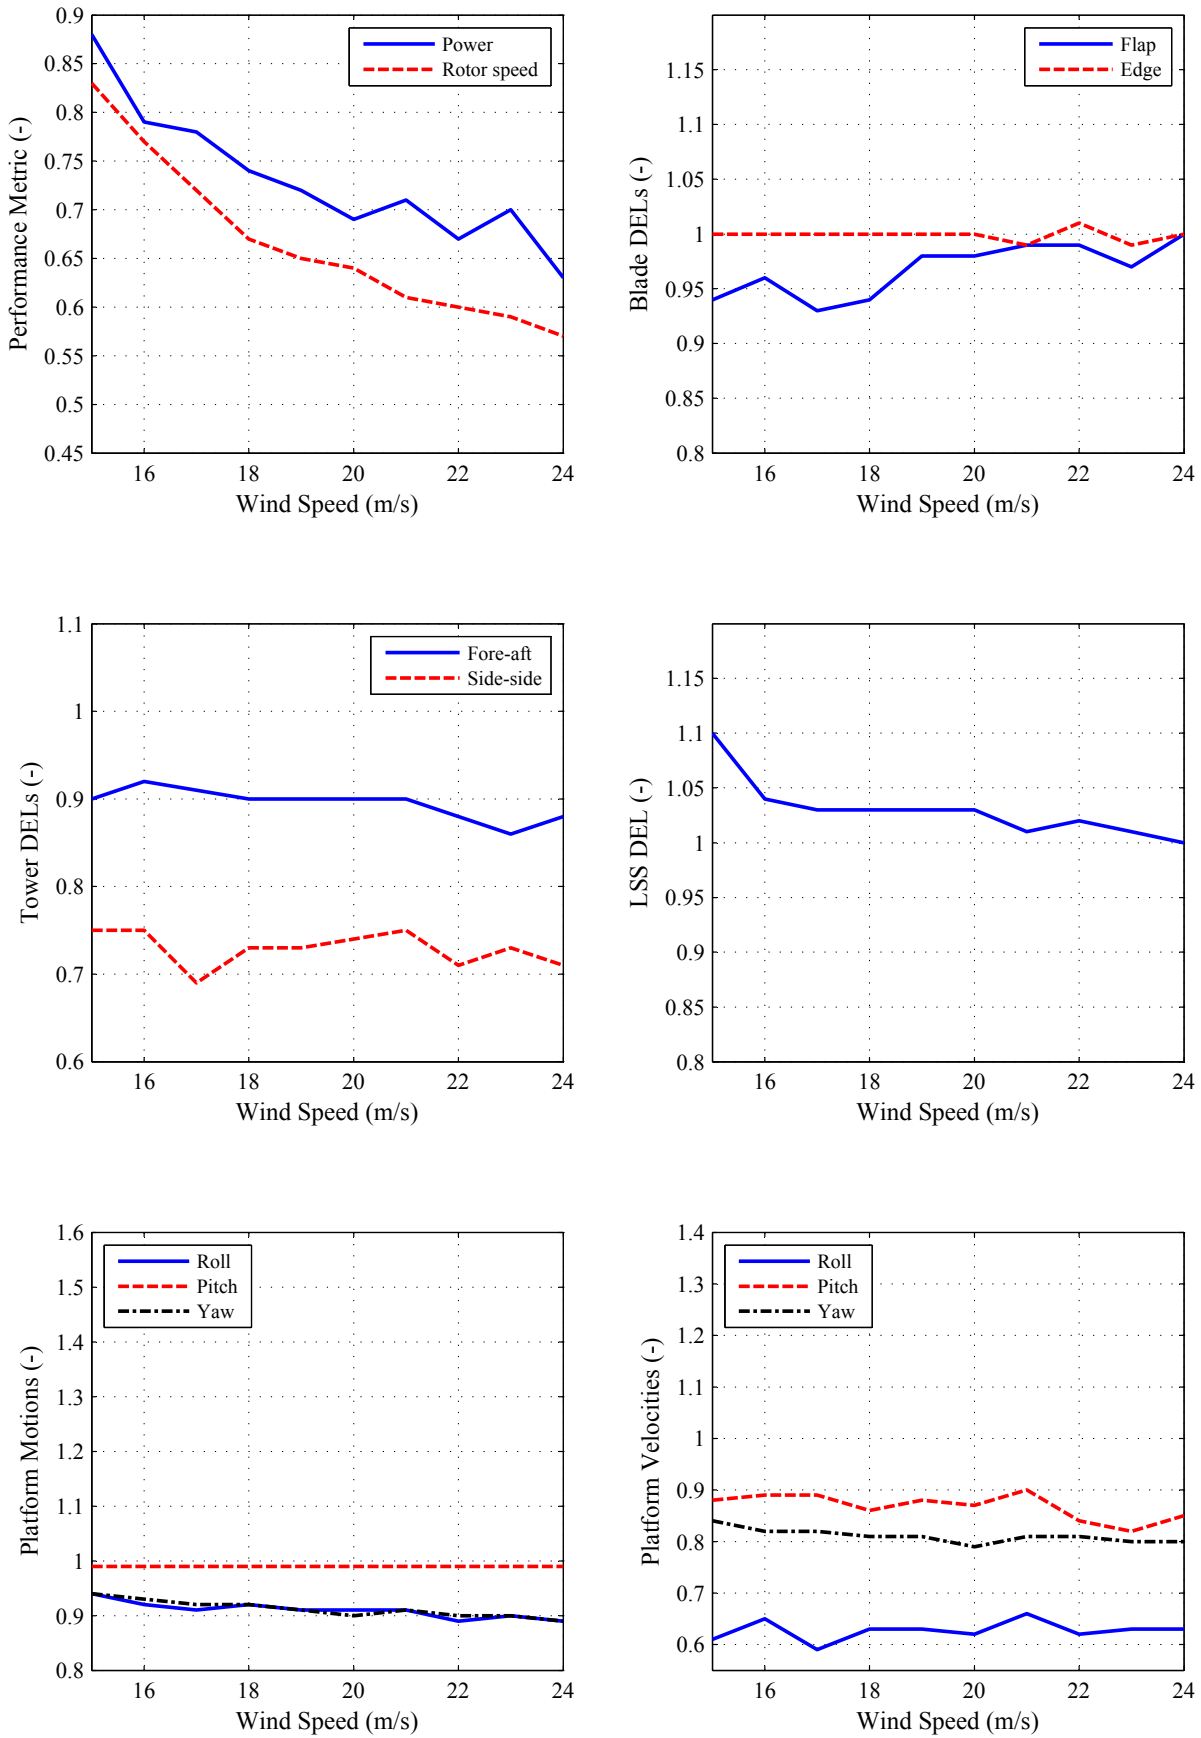 0.9
0.85
0.8
0.75
0.7
0.65
0.6
0.55
0.5
0.45
16 18 20 22 24
Wind Speed (m/s)
Performance Metric (-)
Power
Rotor speed
1.15
1.1
1.05
1
0.95
0.9
0.85
0.8
16 18 20 22 24
Wind Speed (m/s)
Blade DELs (-)
Flap
Edge
1.1
1
0.9
0.8
0.7
0.6
16 18 20 22 24
Wind Speed (m/s)
Tower DELs (-)
Fore-aft
Side-side
1.15
1.1
1.05
1
0.95
0.9
0.85
0.8
16 18 20 22 24
Wind Speed (m/s)
LSS DEL (-)
1.6
1.5
1.4
1.3
1.2
1.1
1
0.9
0.8
16 18 20 22 24
Wind Speed (m/s)
Platform Motions (-)
Roll
Pitch
Yaw
1.4
1.3
1.2
1.1
1
0.9
0.8
0.7
0.6
16 18 20 22 24
Wind Speed (m/s)
Platform Velocities (-)
Roll
Pitch
Yaw